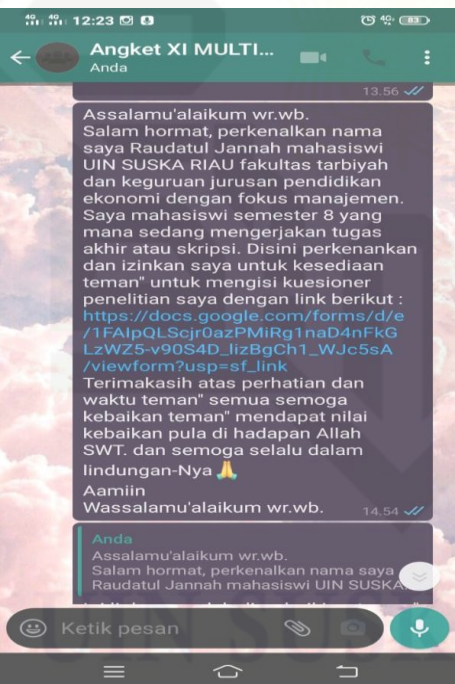 4G 4G 12:23
4G 83
Angket XI MULTI...
Anda
13.56
Assalamu'alaikum wr.wb.
Salam hormat, perkenalkan nama
saya Raudatul Jannah mahasiswi
UIN SUSKA RIAU fakultas tarbiyah
dan keguruan jurusan pendidikan
ekonomi dengan fokus manajemen.
Saya mahasiswi semester 8 yang
mana sedang mengerjakan tugas
akhir atau skripsi. Disini perkenankan
dan izinkan saya untuk kesediaan
teman" untuk mengisi kuesioner
penelitian saya dengan link berikut :
https://docs.google.com/forms/d/e
/1FAIpQLScjr0azPMiRg1naD4nFkG
LzWZ5-v90S4D_lizBgCh1_WJc5sA
/viewform?usp=sf_link
Terimakasih atas perhatian dan
waktu teman" semua semoga
kebaikan teman" mendapat nilai
kebaikan pula di hadapan Allah
SWT. dan semoga selalu dalam
lindungan-Nya 🙏
Aamiin
Wassalamu'alaikum wr.wb.
14.54
Anda
Assalamu'alaikum wr.wb.
Salam hormat, perkenalkan nama saya
Raudatul Jannah mahasiswi UIN SUSKA
Ketik pesan
UIN SUS